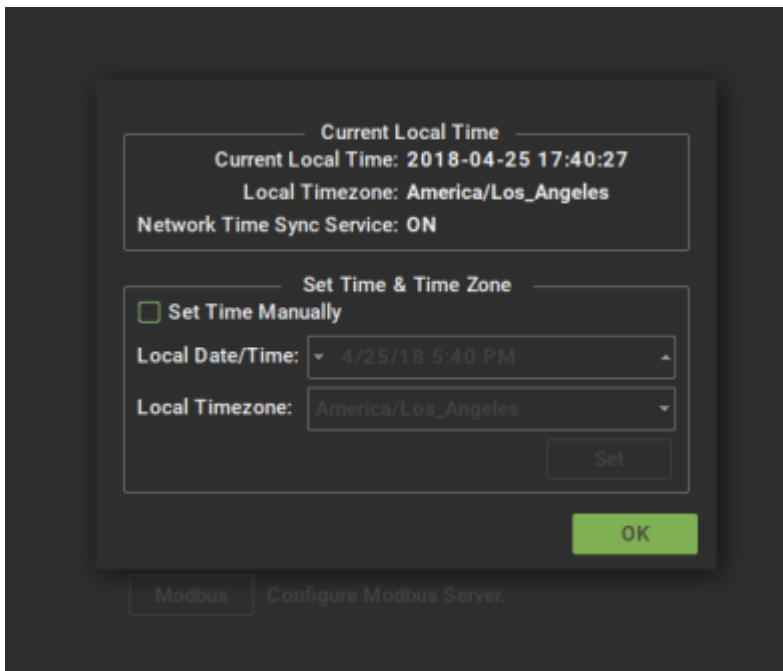 Current Local Time
Current Local Time: 2018-04-25 17:40:27
Local Timezone: America/Los_Angeles
Network Time Sync Service: ON
Set Time & Time Zone
Set Time Manually
Local Date/Time: 4/25/18 5:40 PM
Local Timezone: America/Los_Angeles
Set
OK
Modbus Configure Modbus Server.